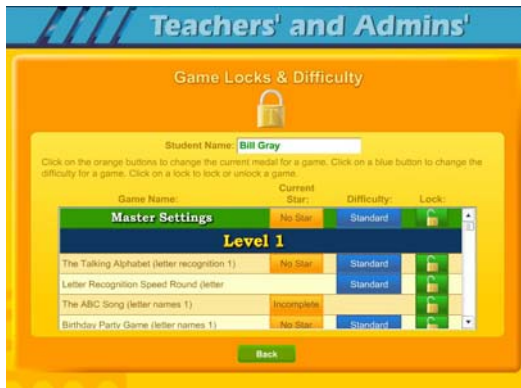 Teachers' and Admins'
Game Locks & Difficulty
Student Name: Bill Gray
Click on the orange buttons to change the current medal for a game. Click on a blue button to change the
difficulty for a game. Click on a lock to lock or unlock a game.
Game Name: Current Star: Difficulty: Lock:
Master Settings No Star Standard
Level 1
The Talking Alphabet (letter recognition 1) No Star Standard
Letter Recognition Speed Round (letter Standard
The ABC Song (letter names 1) Incomplete
Birthday Party Game (letter names 1) No Star Standard
Back